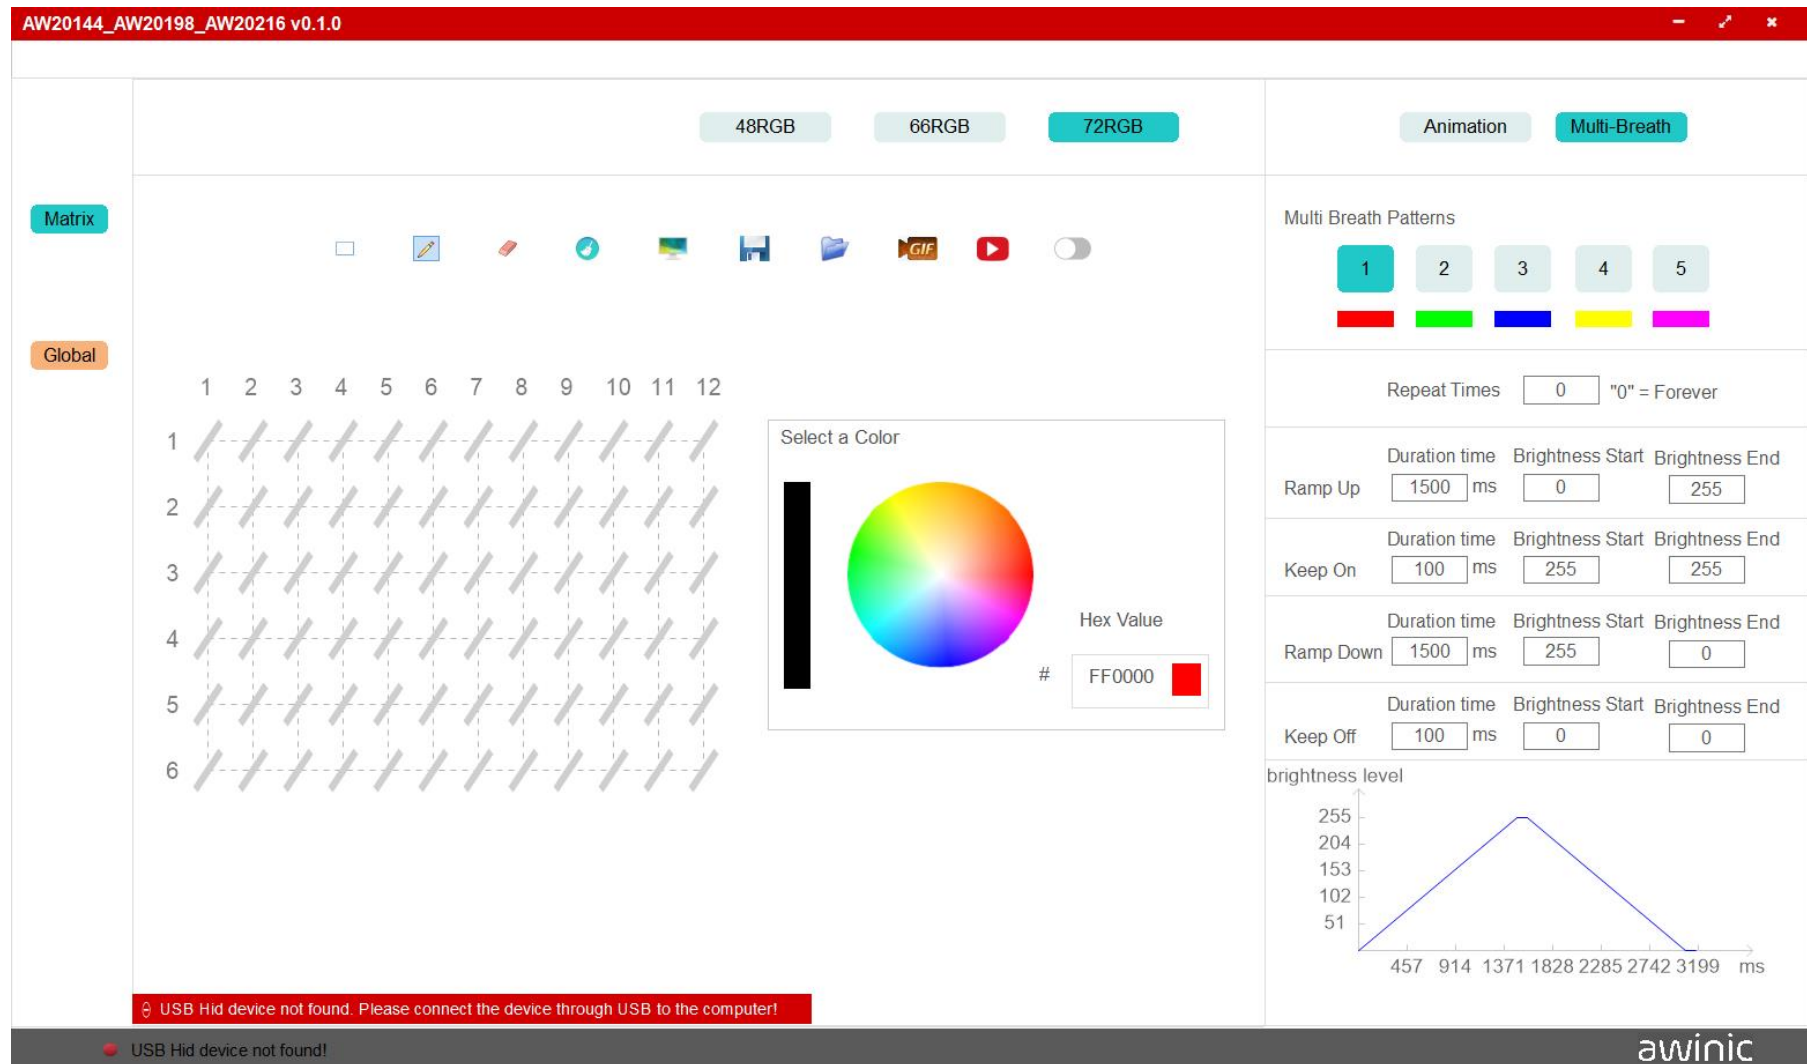 AW20144_AW20198_AW20216 v0.1.0
48RGB 66RGB 72RGB Animation Multi-Breath
Matrix
Global
GIF
Multi Breath Patterns
1 2 3 4 5
Repeat Times 0 "0" = Forever
1 2 3 4 5 6 7 8 9 10 11 12
1
2
3
4
5
6
Select a Color
Hex Value
# FF0000
Duration time Brightness Start Brightness End
Ramp Up 1500 ms 0 255
Duration time Brightness Start Brightness End
Keep On 100 ms 255 255
Duration time Brightness Start Brightness End
Ramp Down 1500 ms 255 0
Duration time Brightness Start Brightness End
Keep Off 100 ms 0 0
brightness level
255
204
153
102
51
457 914 1371 1828 2285 2742 3199 ms
USB Hid device not found. Please connect the device through USB to the computer!
USB Hid device not found!
awinic